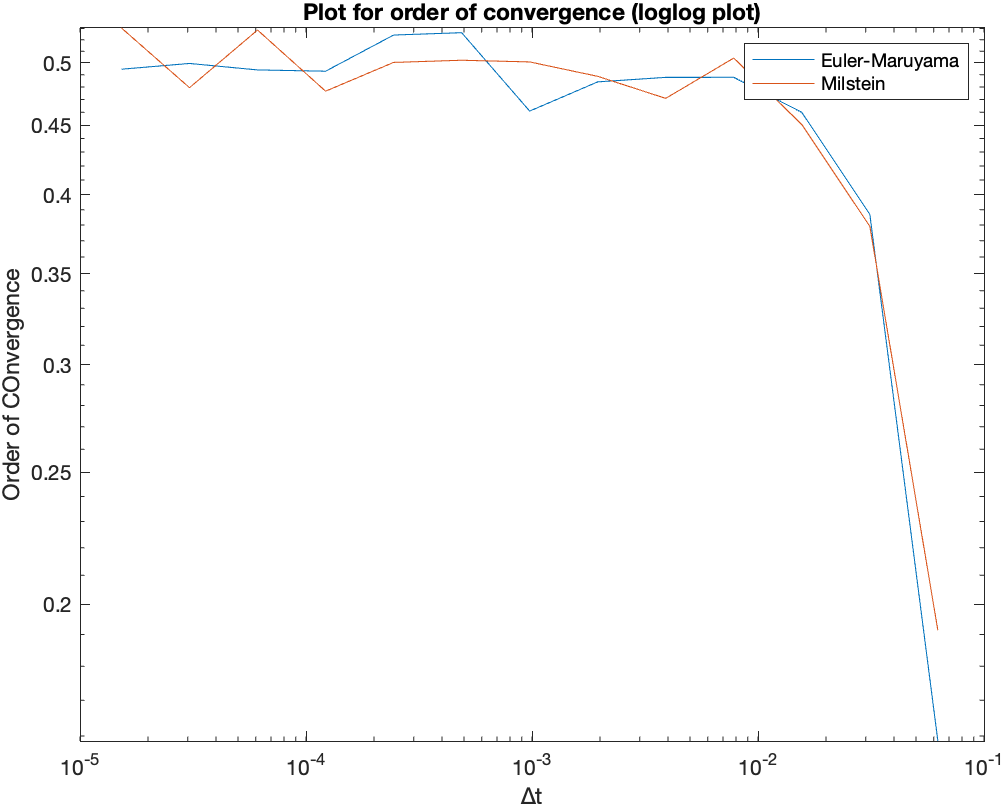 Plot for order of convergence (loglog plot)
Euler-Maruyama
Milstein
Order of COnvergence
0.5
0.45
0.4
0.35
0.3
0.25
0.2
10-5
10-4
10-3
10-2
10-1
Δt